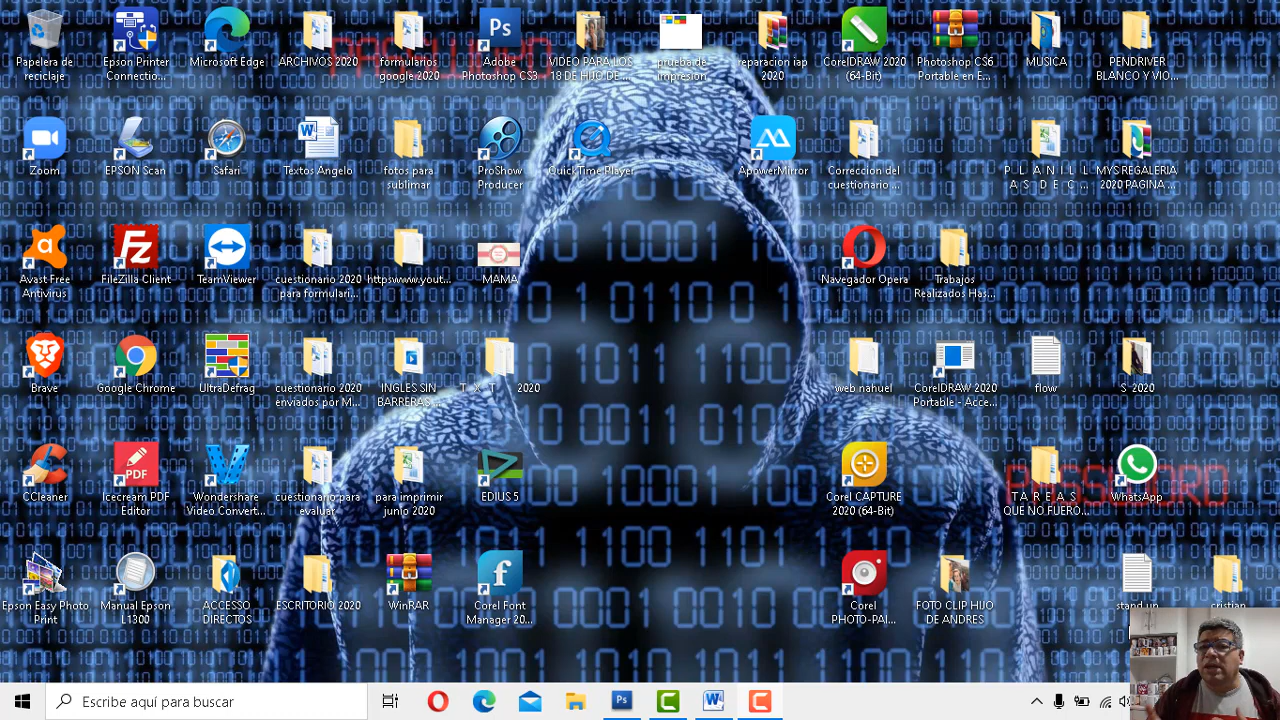 Papelera de
reciclaje
Epson Printer
Connectio...
Microsoft Edge
ARCHIVOS 2020
formularios
google 2020
Ps
Adobe
Photoshop CS3
VIDEO PARA LOS
18 DE HIJO DE ...
prueba de
impresion
reparacion iap
2020
CorelDRAW 2020
(64-Bit)
Photoshop CS6
Portable en E...
MUSICA
PENDRIVER
BLANCO Y VIO...
Zoom
EPSON Scan
Safari
Textos Angelo
fotos para
sublimar
ProShow
Producer
QuickTime Player
ApowerMirror
Correccion del
cuestionario ...
P L A N I L L
A S D E C ...
MYS REGALERIA
2020 PAGINA ...
Avast Free
Antivirus
FileZilla Client
TeamViewer
cuestionario 2020
para formulari...
httpswww.yout...
MAMA
Navegador Opera
Trabajos
Realizados Has...
Brave
Google Chrome
UltraDefrag
cuestionario 2020
enviados por M...
INGLES SIN
BARRERAS ...
T X T 2020
web nahuel
CorelDRAW 2020
Portable - Acce...
flow
S 2020
CCleaner
PDF
Icecream PDF
Editor
Wondershare
Video Convert...
cuestionario para
evaluar
para imprimir
junio 2020
EDIUS 5
Corel CAPTURE
2020 (64-Bit)
T A R E A S
QUE NO FUERO...
WhatsApp
Epson Easy Photo
Print
Manual Epson
L1300
ACCESO
DIRECTOS
ESCRITORIO 2020
WinRAR
Corel Font
Manager 20...
Corel
PHOTO-PAI...
FOTO CLIP HIJO
DE ANDRES
stand up
cristian
Escribe aquí para buscar